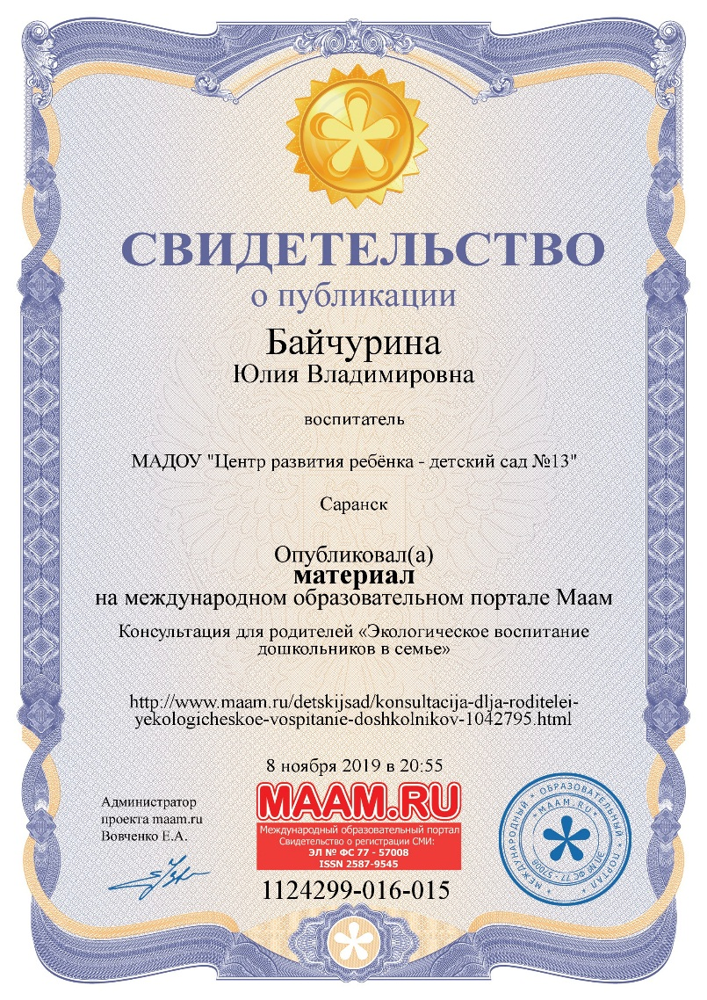 СВИДЕТЕЛЬСТВО
о публикации
Байчурина
Юлия Владимировна
воспитатель
МАДОУ "Центр развития ребёнка - детский сад №13"
Саранск
Опубликовал(а)
материал
на международном образовательном портале Маам
Консультация для родителей «Экологическое воспитание
дошкольников в семье»
http://www.maam.ru/detskijsad/konsultacija-dlja-roditelei-
yekologicheskoe-vospitanie-doshkolnikov-1042795.html
8 ноября 2019 в 20:55
Администратор
проекта maam.ru
Вовченко Е.А.
MAAM.RU
Международный образовательный портал
Свидетельство о регистрации СМИ:
ЭЛ № ФС 77 - 57008
ISSN 2587-9545
1124299-016-015
МЕЖДУНАРОДНЫЙ * ОБРАЗОВАТЕЛЬНЫЙ * ПОРТАЛ
"MAAM.RU"
ЭЛ № ФС 77 - 57008